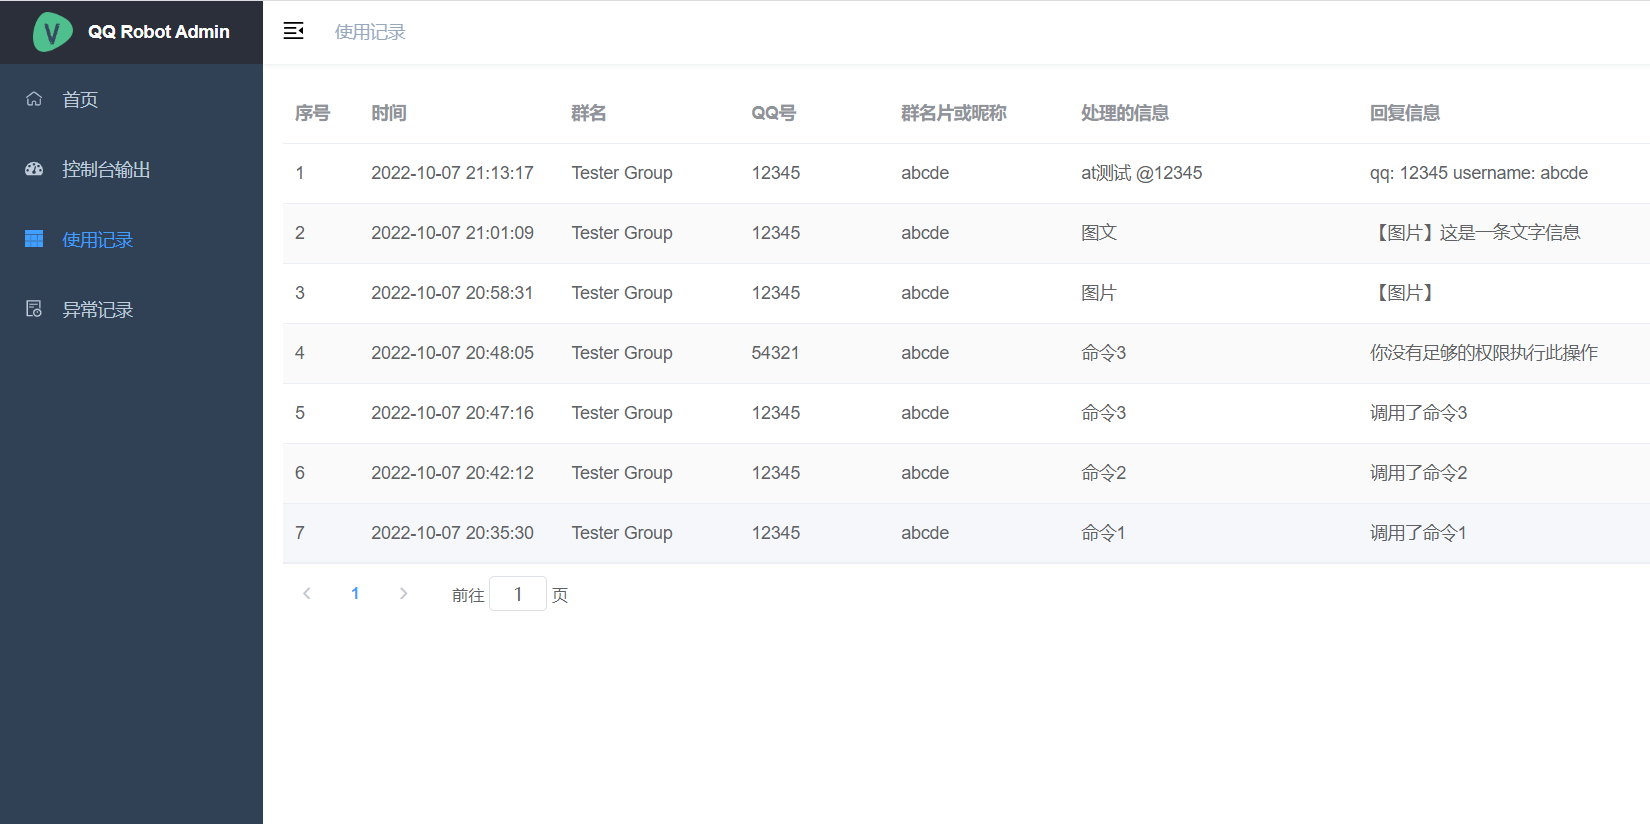 QQ Robot Admin
使用记录
首页
控制台输出
使用记录
异常记录
序号 时间 群名 QQ号 群名片或昵称 处理的信息 回复信息
1 2022-10-07 21:13:17 Tester Group 12345 abcde at测试 @12345 qq: 12345 username: abcde
2 2022-10-07 21:01:09 Tester Group 12345 abcde 图文 【图片】这是一条文字信息
3 2022-10-07 20:58:31 Tester Group 12345 abcde 图片 【图片】
4 2022-10-07 20:48:05 Tester Group 54321 abcde 命令3 你没有足够的权限执行此操作
5 2022-10-07 20:47:16 Tester Group 12345 abcde 命令3 调用了命令3
6 2022-10-07 20:42:12 Tester Group 12345 abcde 命令2 调用了命令2
7 2022-10-07 20:35:30 Tester Group 12345 abcde 命令1 调用了命令1
1 前往 1 页